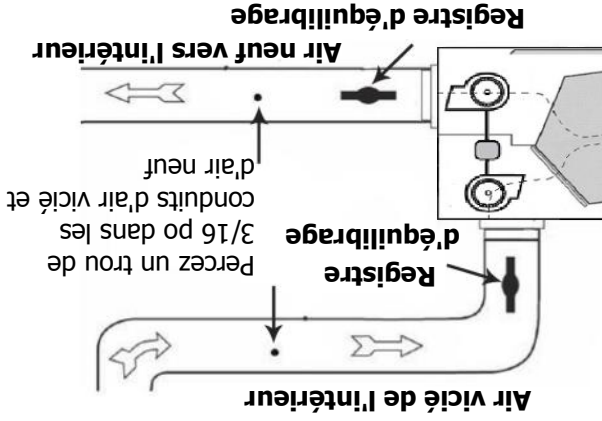 Air vicié de l'intérieur
Registre
d'équilibrage
Percez un trou de
3/16 po dans les
conduits d'air vicié et
d'air neuf
Air neuf vers l'intérieur
Registre d'équilibrage